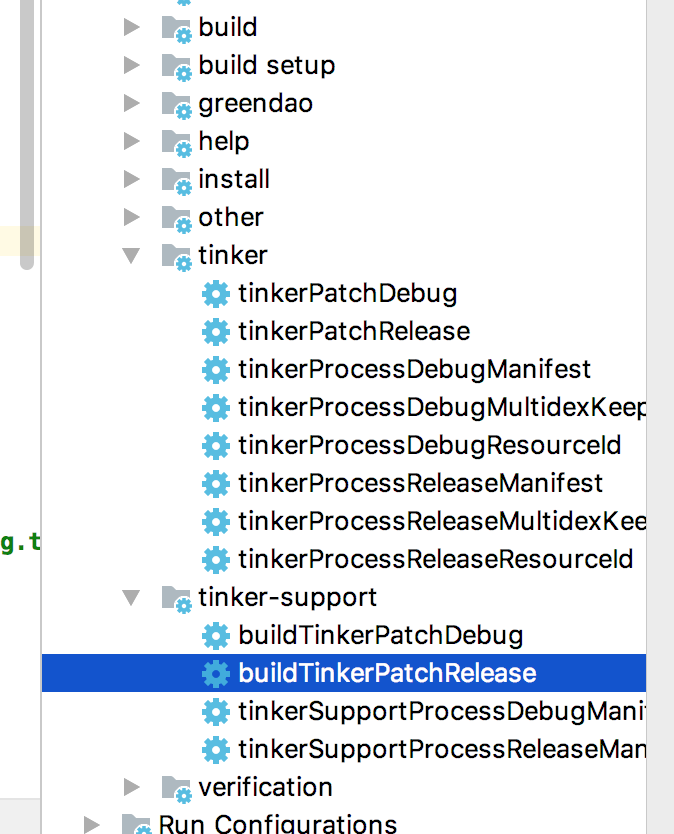 build
build setup
greendao
help
install
other
tinker
tinkerPatchDebug
tinkerPatchRelease
tinkerProcessDebugManifest
tinkerProcessDebugMultidexKeep
tinkerProcessDebugResourceId
tinkerProcessReleaseManifest
tinkerProcessReleaseMultidexKee
g.t
tinkerProcessReleaseResourceId
tinker-support
buildTinkerPatchDebug
buildTinkerPatchRelease
tinkerSupportProcessDebugMani
tinkerSupportProcessReleaseMan
verification
Run Configurations